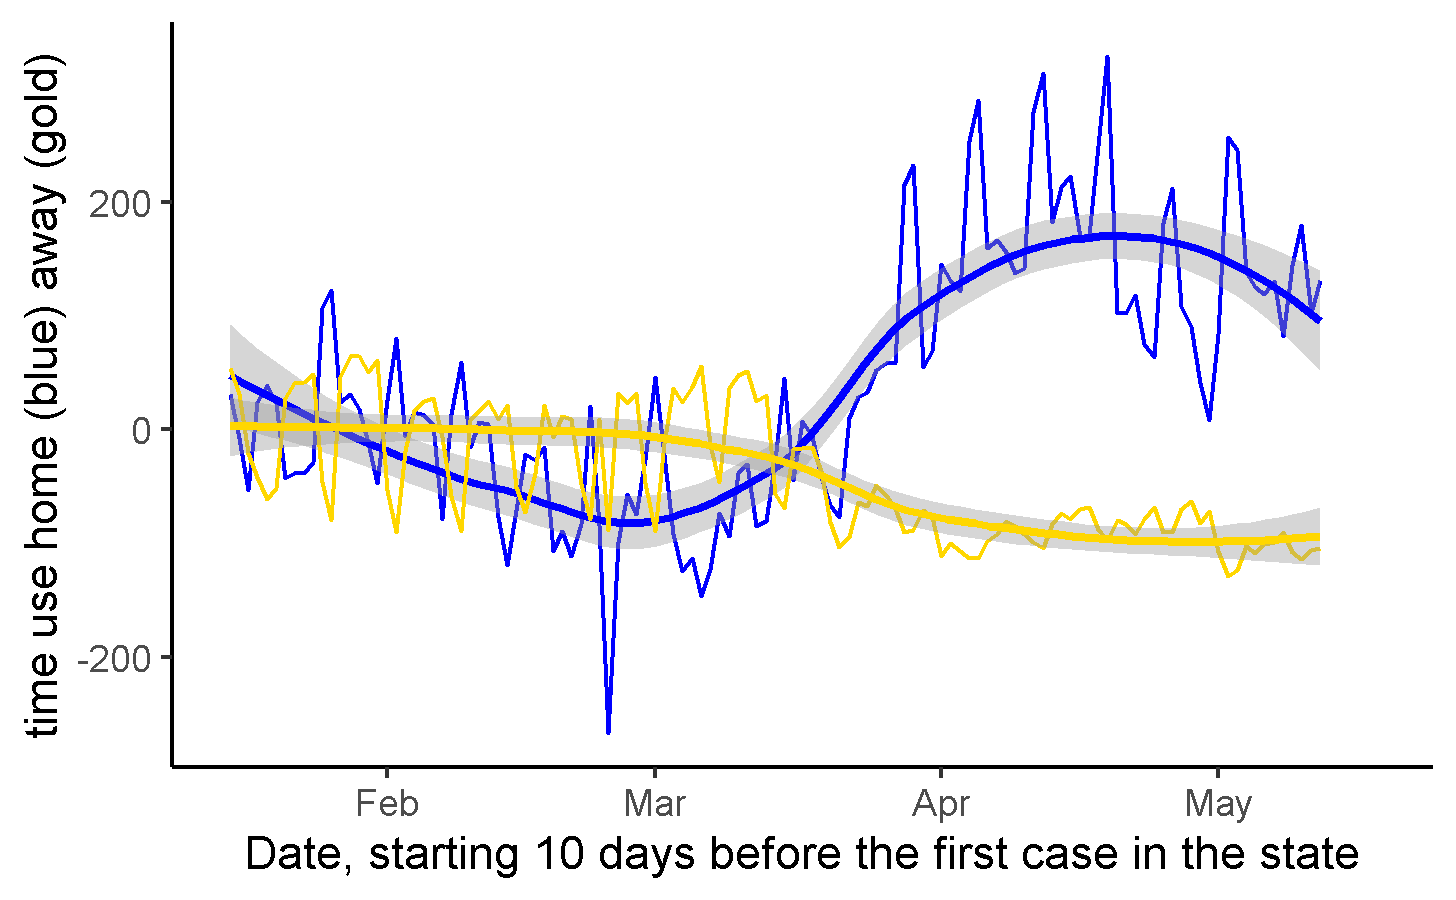 time use home (blue) away (gold)
200
0
-200
Feb Mar Apr May
Date, starting 10 days before the first case in the state